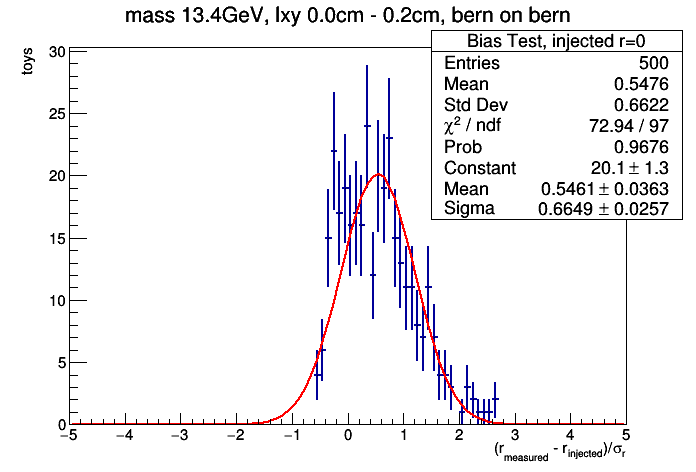 mass 13.4GeV, lxy 0.0cm - 0.2cm, bern on bern
Bias Test, injected r=0
Entries 500
Mean 0.5476
Std Dev 0.6622
χ² / ndf 72.94 / 97
Prob 0.9676
Constant 20.1 ± 1.3
Mean 0.5461 ± 0.0363
Sigma 0.6649 ± 0.0257
toys
30
25
20
15
10
5
0
−5 −4 −3 −2 −1 0 1 2 3 4 5
(r_measured - r_injected)/σ_r